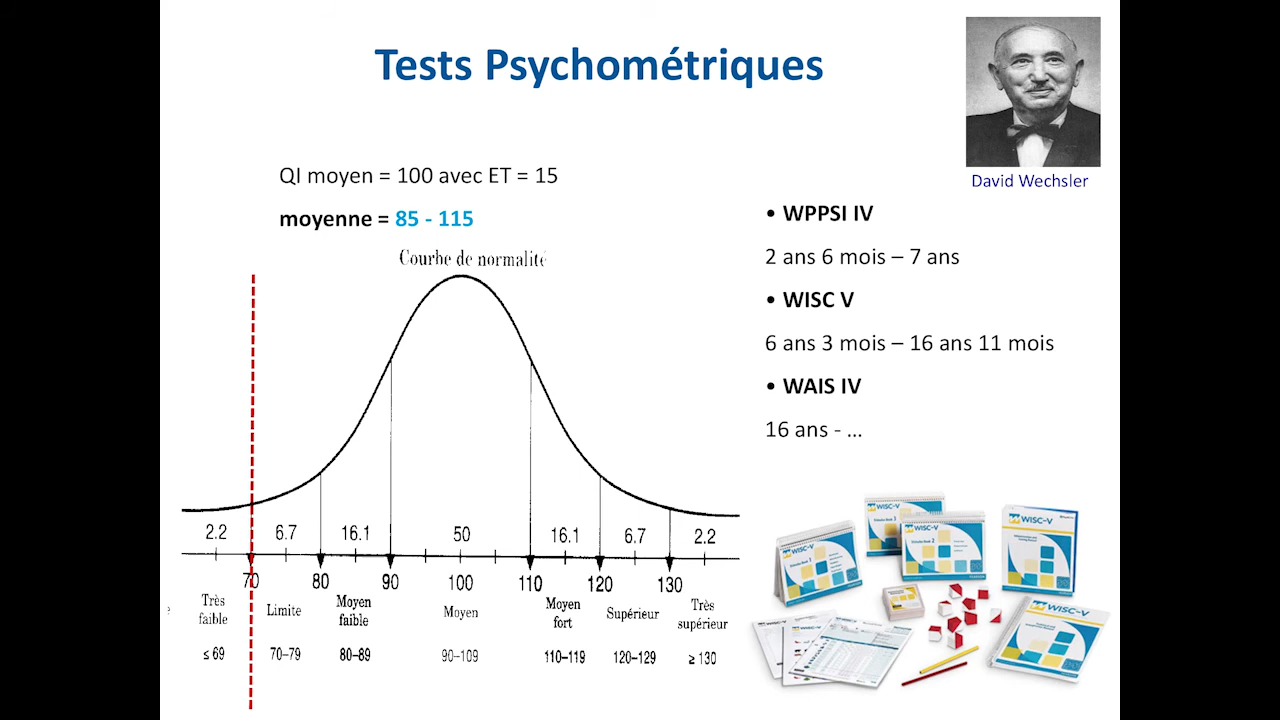 Tests Psychométriques
David Wechsler
QI moyen = 100 avec ET = 15
moyenne = 85 - 115
• WPPSI IV
2 ans 6 mois – 7 ans
• WISC V
6 ans 3 mois – 16 ans 11 mois
• WAIS IV
16 ans - ...
Courbe de normalité
2.2 6.7 16.1 50 16.1 6.7 2.2
70 80 90 100 110 120 130
Très faible Limite Moyen faible Moyen Moyen fort Supérieur Très supérieur
≤ 69 70–79 80–89 90–109 110–119 120–129 ≥ 130
WISC-V
WISC-V
WISC-V
WISC-V
WISC-V